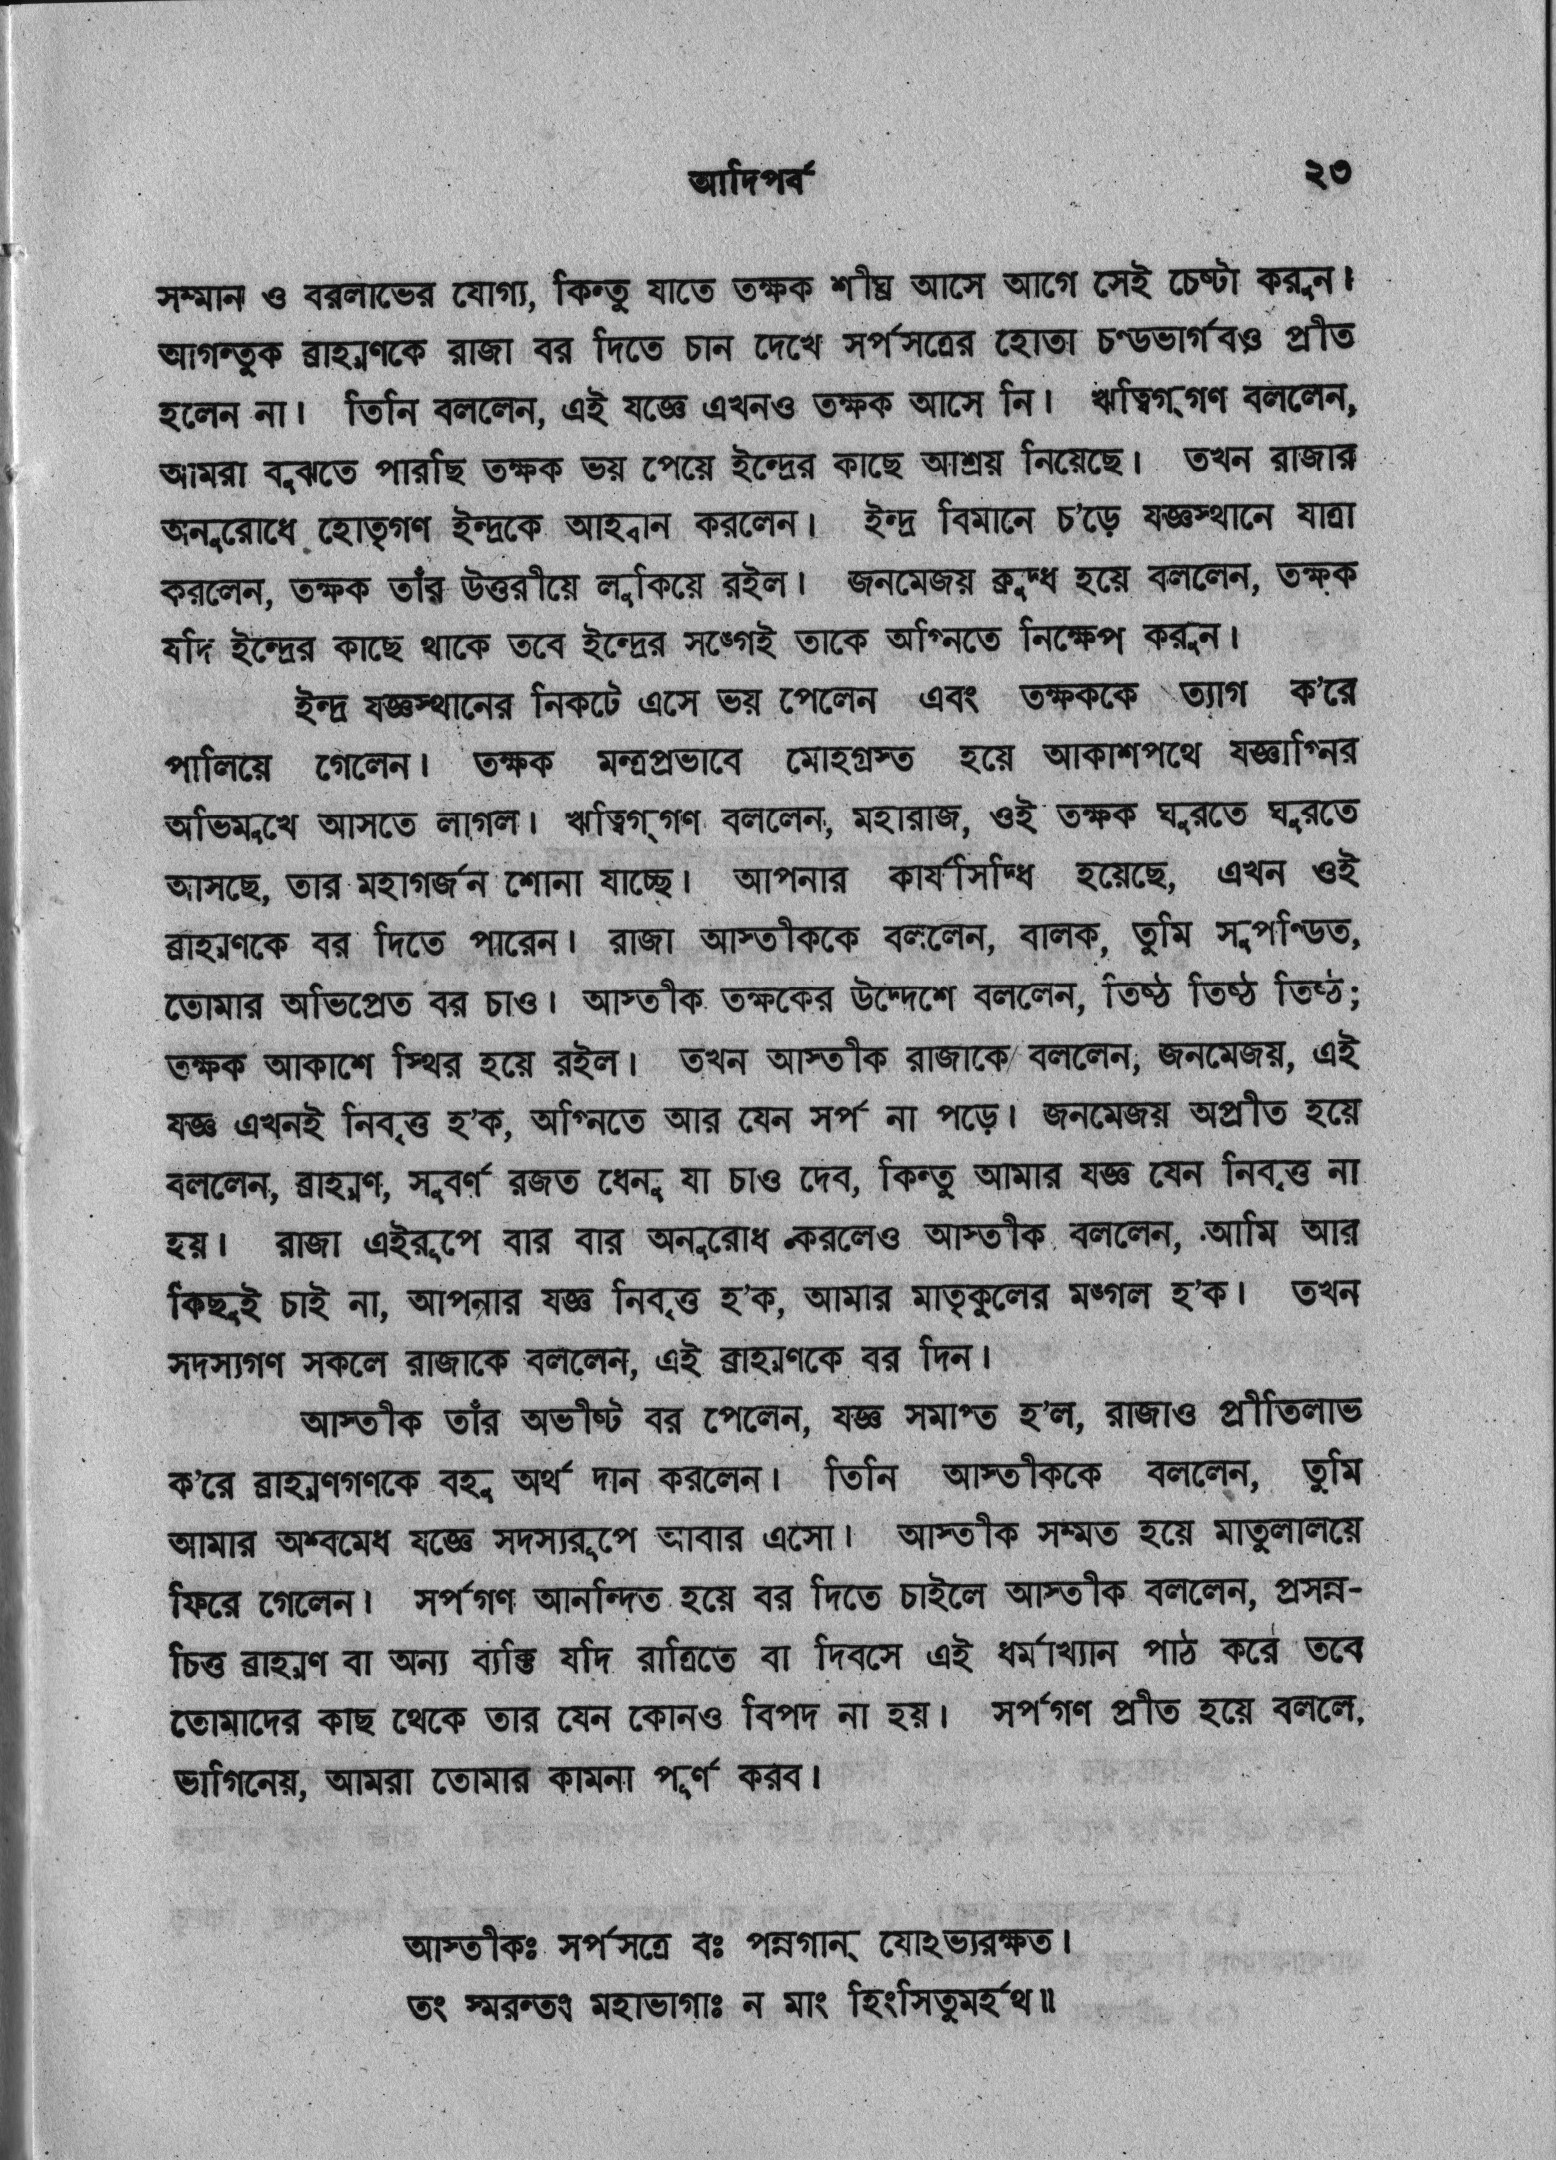 আদিপর্ব ২৩
সম্মান ও বরলাভের যোগ্য, কিন্তু যাতে তক্ষক শীঘ্র আসে আগে সেই চেষ্টা করুন।
আগন্তুক ব্রাহ্মণকে রাজা বর দিতে চান দেখে সর্পসত্রের হোতা চণ্ডভার্গবও প্রীত
হলেন না। তিনি বললেন, এই যজ্ঞে এখনও তক্ষক আসে নি। ঋত্বিগ্‌গণ বললেন,
আমরা বুঝতে পারছি তক্ষক ভয় পেয়ে ইন্দ্রের কাছে আশ্রয় নিয়েছে। তখন রাজার
অনুরোধে হোতৃগণ ইন্দ্রকে আহ্বান করলেন। ইন্দ্র বিমানে চ'ড়ে যজ্ঞস্থানে যাত্রা
করলেন, তক্ষক তাঁর উত্তরীয়ে লুকিয়ে রইল। জনমেজয় ক্রুদ্ধ হয়ে বললেন, তক্ষক
যদি ইন্দ্রের কাছে থাকে তবে ইন্দ্রের সঙ্গেই তাকে অগ্নিতে নিক্ষেপ করুন।
ইন্দ্র যজ্ঞস্থানের নিকটে এসে ভয় পেলেন এবং তক্ষককে ত্যাগ ক'রে
পালিয়ে গেলেন। তক্ষক মন্ত্রপ্রভাবে মোহগ্রস্ত হয়ে আকাশপথে যজ্ঞাগ্নির
অভিমুখে আসতে লাগল। ঋত্বিগ্‌গণ বললেন, মহারাজ, ওই তক্ষক ঘুরতে ঘুরতে
আসছে, তার মহাগর্জন শোনা যাচ্ছে। আপনার কার্যসিদ্ধি হয়েছে, এখন ওই
ব্রাহ্মণকে বর দিতে পারেন। রাজা আস্তীককে বললেন, বালক, তুমি সুপণ্ডিত,
তোমার অভিপ্রেত বর চাও। আস্তীক তক্ষকের উদ্দেশে বললেন, তিষ্ঠ তিষ্ঠ তিষ্ঠ;
তক্ষক আকাশে স্থির হয়ে রইল। তখন আস্তীক রাজাকে বললেন, জনমেজয়, এই
যজ্ঞ এখনই নিবৃত্ত হ'ক, অগ্নিতে আর যেন সর্প না পড়ে। জনমেজয় অপ্রীত হয়ে
বললেন, ব্রাহ্মণ, সুবর্ণ রজত ধেনু যা চাও দেব, কিন্তু আমার যজ্ঞ যেন নিবৃত্ত না
হয়। রাজা এইরূপে বার বার অনুরোধ করলেও আস্তীক বললেন, আমি আর
কিছুই চাই না, আপনার যজ্ঞ নিবৃত্ত হ'ক, আমার মাতৃকুলের মঙ্গল হ'ক। তখন
সদস্যগণ সকলে রাজাকে বললেন, এই ব্রাহ্মণকে বর দিন।
আস্তীক তাঁর অভীষ্ট বর পেলেন, যজ্ঞ সমাপ্ত হ'ল, রাজাও প্রীতিলাভ
ক'রে ব্রাহ্মণগণকে বহু অর্থ দান করলেন। তিনি আস্তীককে বললেন, তুমি
আমার অশ্বমেধ যজ্ঞে সদস্যরূপে আবার এসো। আস্তীক সম্মত হয়ে মাতুলালয়ে
ফিরে গেলেন। সর্পগণ আনন্দিত হয়ে বর দিতে চাইলে আস্তীক বললেন, প্রসন্ন-
চিত্ত ব্রাহ্মণ বা অন্য ব্যক্তি যদি রাত্রিতে বা দিবসে এই ধর্মাখ্যান পাঠ করে তবে
তোমাদের কাছ থেকে তার যেন কোনও বিপদ না হয়। সর্পগণ প্রীত হয়ে বললে,
ভাগিনেয়, আমরা তোমার কামনা পূর্ণ করব।
আস্তীকঃ সর্পসত্রে বঃ পন্নগান্ যোঽভ্যরক্ষত।
তং স্মরন্তং মহাভাগাঃ ন মাং হিংসিতুমর্হথ॥